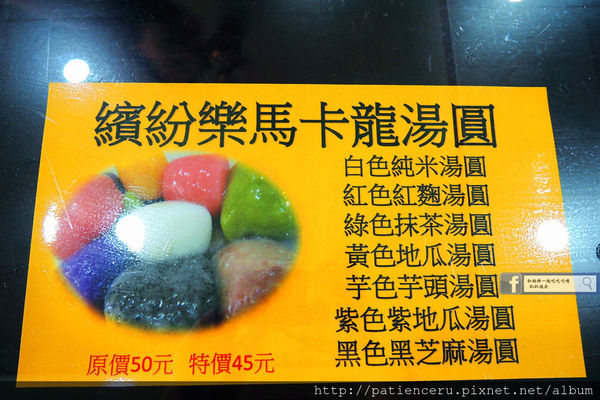 繽紛樂馬卡龍湯圓
白色純米湯圓
紅色紅麴湯圓
綠色抹茶湯圓
黃色地瓜湯圓
芋色芋頭湯圓
紫色紫地瓜湯圓
黑色黑芝麻湯圓
原價50元 特價45元
f
http://patienceru.pixnet.net/album